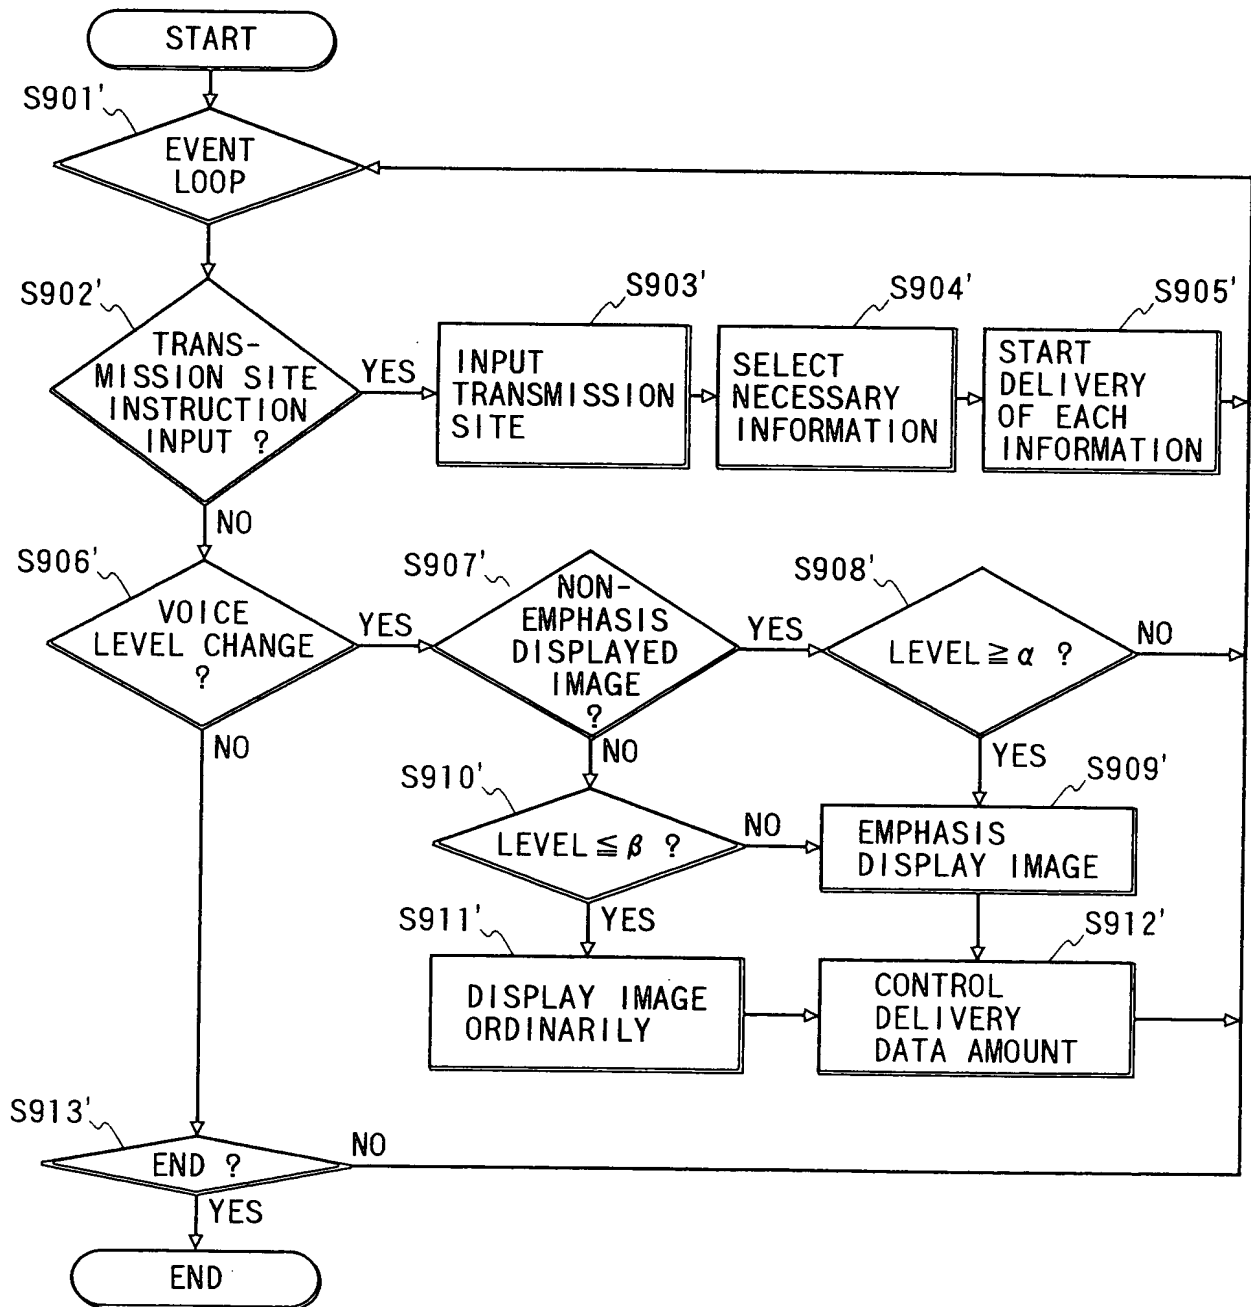 START
S901'
EVENT
LOOP
S902'
TRANS-
MISSION SITE
INSTRUCTION
INPUT ?
YES
NO
S903'
INPUT
TRANSMISSION
SITE
S904'
SELECT
NECESSARY
INFORMATION
S905'
START
DELIVERY
OF EACH
INFORMATION
S906'
VOICE
LEVEL CHANGE
?
YES
NO
S907'
NON-
EMPHASIS
DISPLAYED
IMAGE
?
YES
NO
S908'
LEVEL ≧ α ?
NO
YES
S910'
LEVEL ≦ β ?
NO
YES
S909'
EMPHASIS
DISPLAY IMAGE
S911'
DISPLAY IMAGE
ORDINARILY
S912'
CONTROL
DELIVERY
DATA AMOUNT
S913'
END ?
NO
YES
END